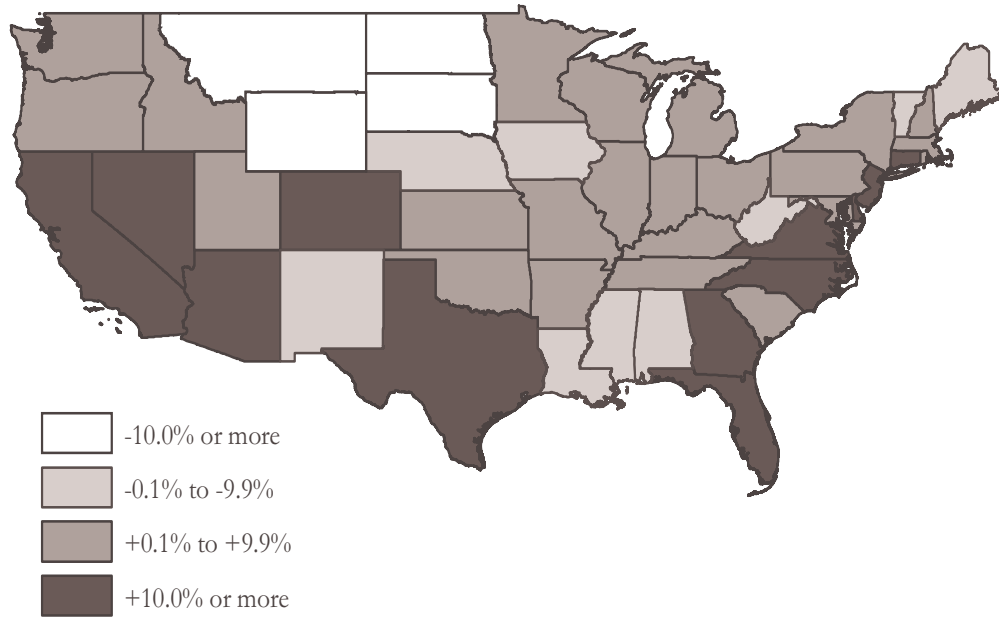 -10.0% or more
-0.1% to -9.9%
+0.1% to +9.9%
+10.0% or more